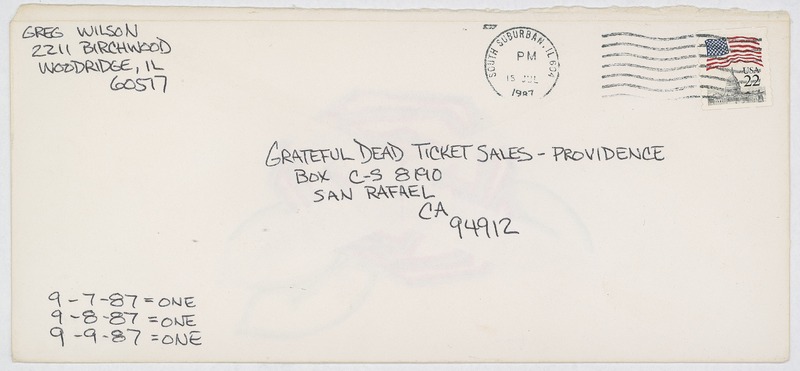 GREG WILSON
2211 BIRCHWOOD
WOODRIDGE, IL
60517
SOUTH SUBURBAN, IL 604
PM
15 JUL
1987
USA
22
GRATEFUL DEAD TICKET SALES - PROVIDENCE
BOX C-S 8190
SAN RAFAEL
CA
94912
9-7-87 = ONE
9-8-87 = ONE
9-9-87 = ONE